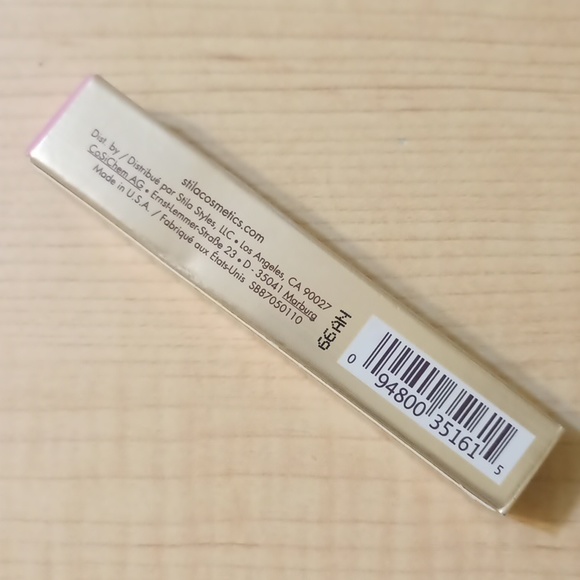 stilacosmetics.com
Dist. by / Distribué par Stila Styles, LLC • Los Angeles, CA 90027
CoSiChem AG • Ernst-Lemmer-Straße 23 • D - 35041 Marburg
Made in U.S.A. / Fabriqué aux États-Unis SB87050110
66AM
0 94800 35161 5